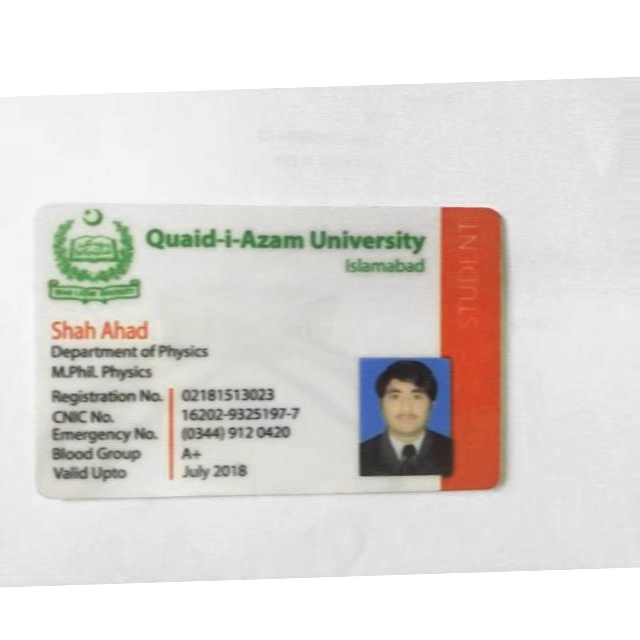 Quaid-i-Azam University
Islamabad
STUDENT
Shah Ahad
Department of Physics
M.Phil. Physics
Registration No. 02181513023
CNIC No. 16202-9325197-7
Emergency No. (0344) 912 0420
Blood Group A+
Valid Upto July 2018